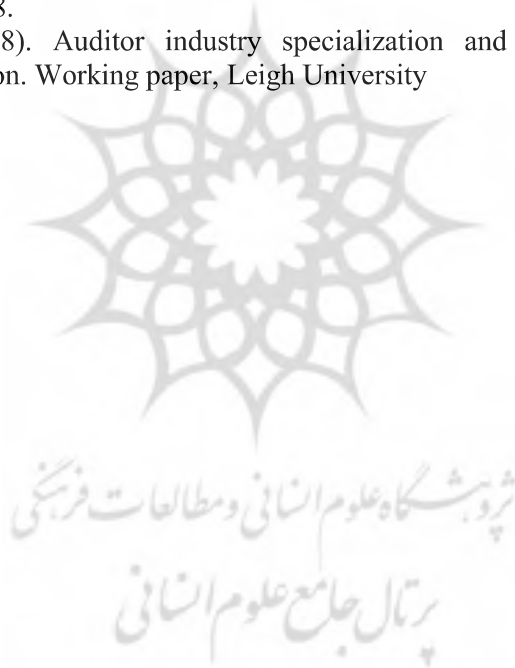 8.
8). Auditor industry specialization and
on. Working paper, Leigh University
پژوهشگاه علوم انسانی و مطالعات فرهنگی
پرتال جامع علوم انسانی